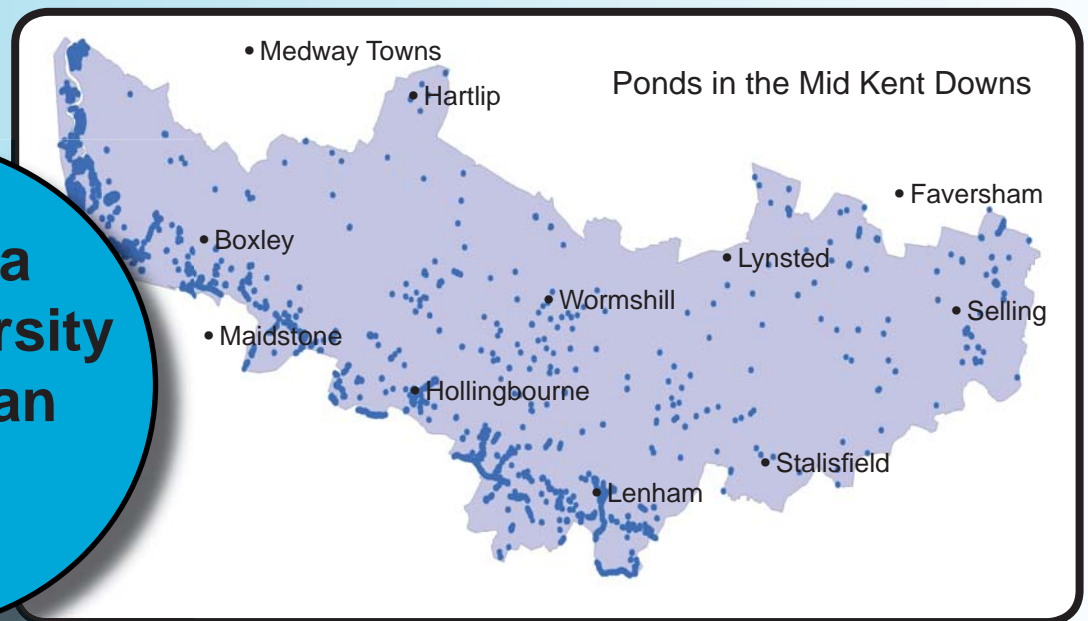 Ponds in the Mid Kent Downs
Medway Towns
Hartlip
Faversham
Boxley
Lynsted
Wormshill
Selling
Maidstone
Hollingbourne
Stalisfield
Lenham
a
rsity
an